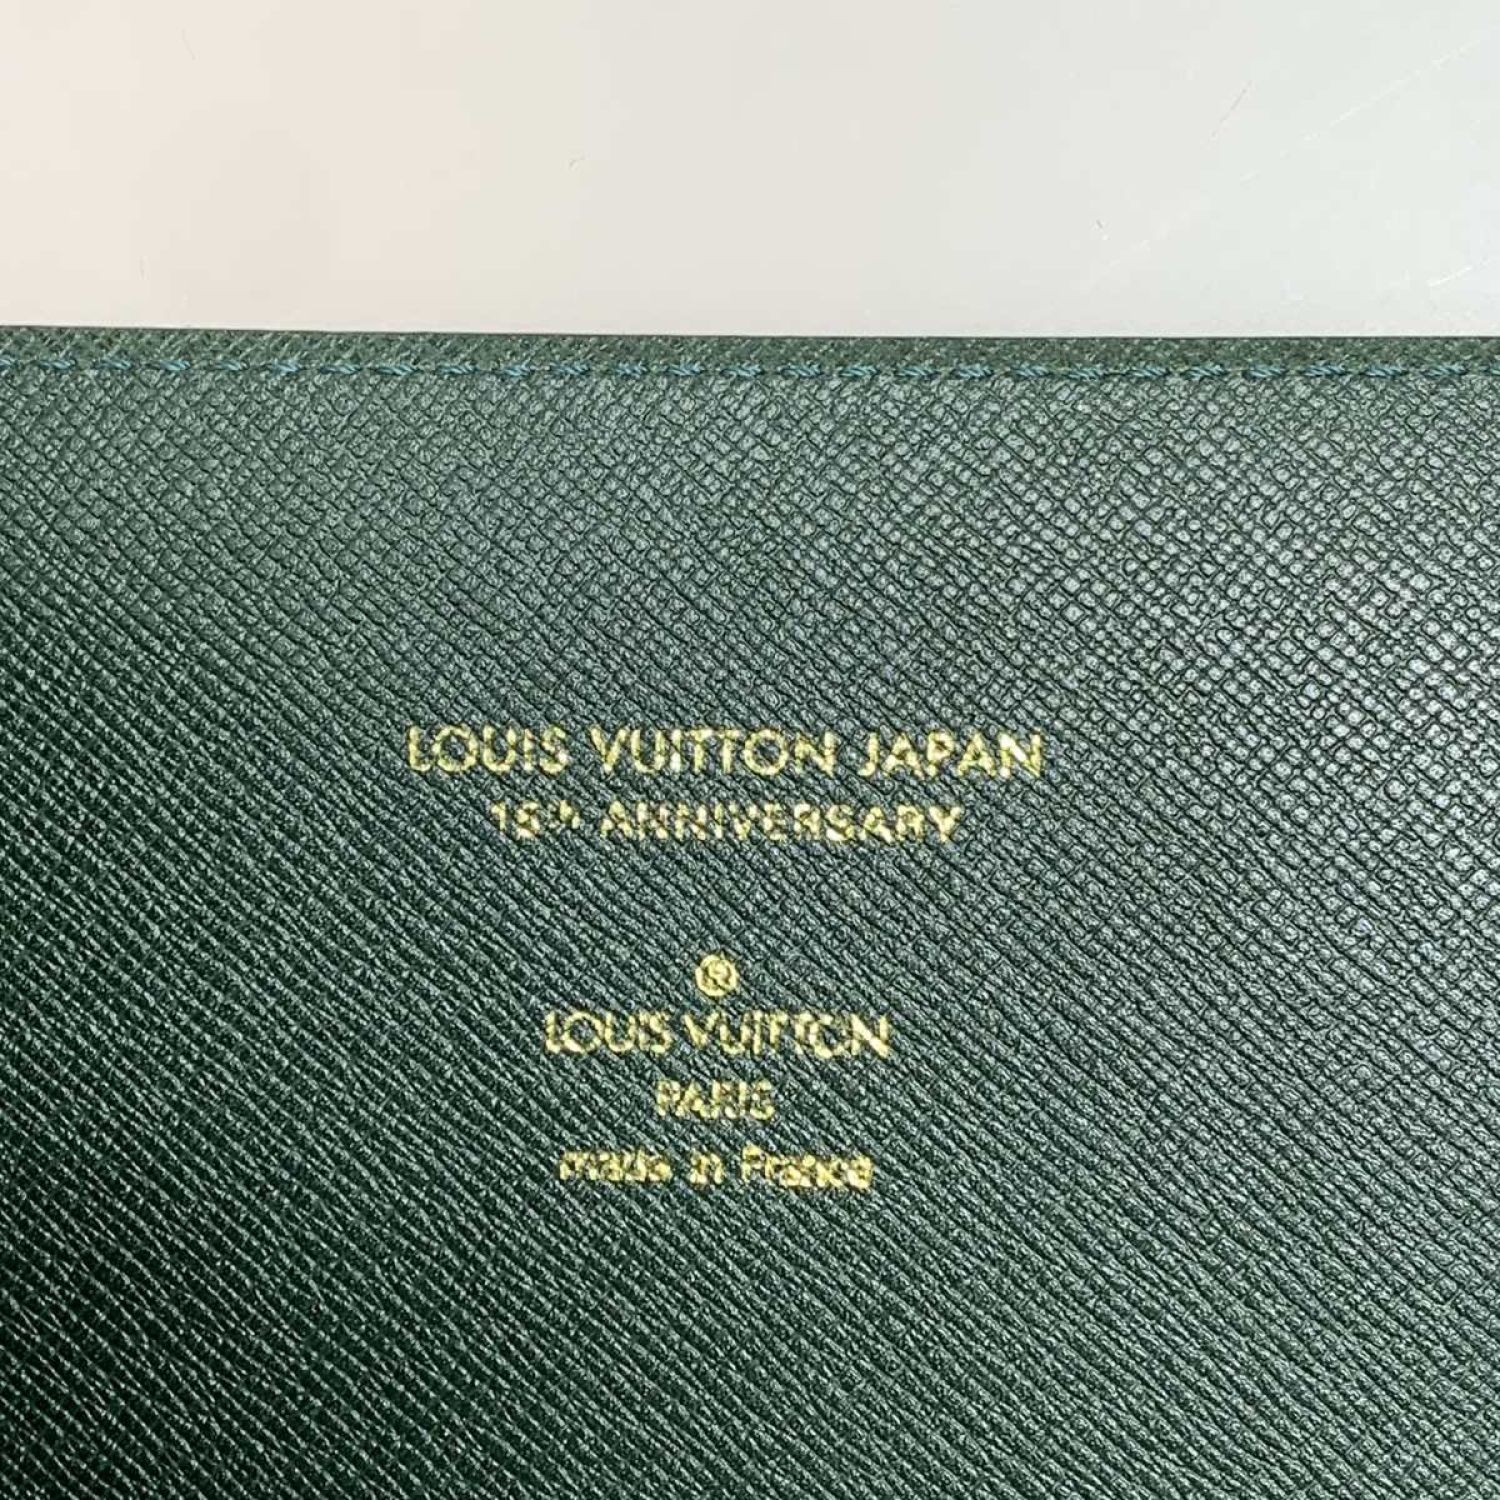 LOUIS VUITTON JAPAN
15th ANNIVERSARY
®
LOUIS VUITTON
PARIS
made in France